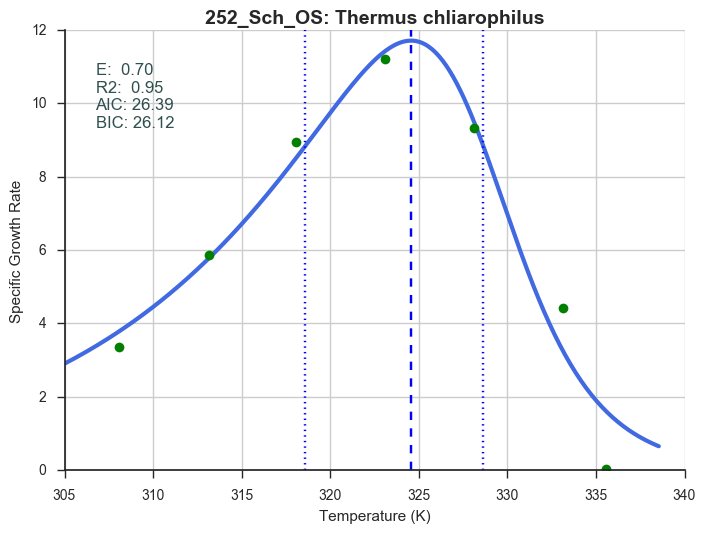 252_Sch_OS: Thermus chliarophilus
E:  0.70
R2:  0.95
AIC: 26.39
BIC: 26.12
Specific Growth Rate
12
10
8
6
4
2
0
305 310 315 320 325 330 335 340
Temperature (K)